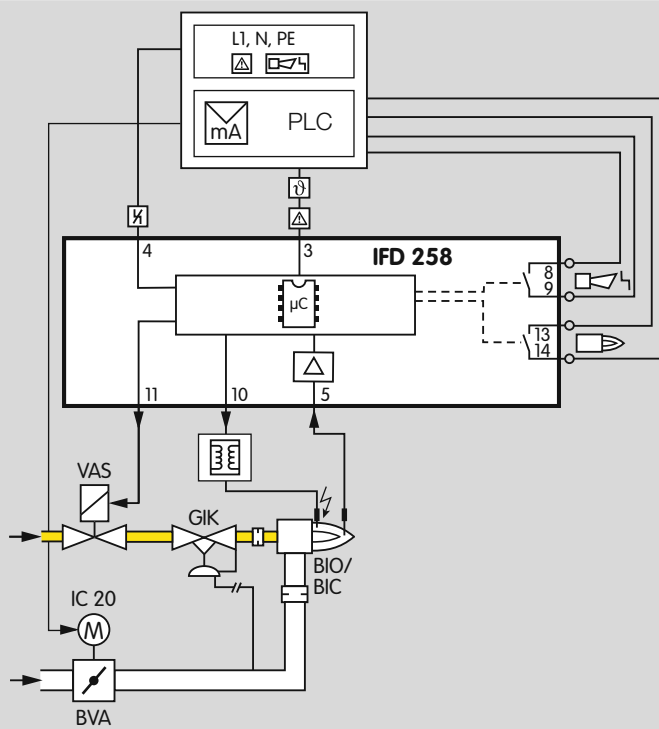 L1, N, PE
mA
PLC
ϑ
4
3
IFD 258
µC
8
9
13
14
11
10
5
VAS
GIK
BIO/
BIC
IC 20
M
BVA